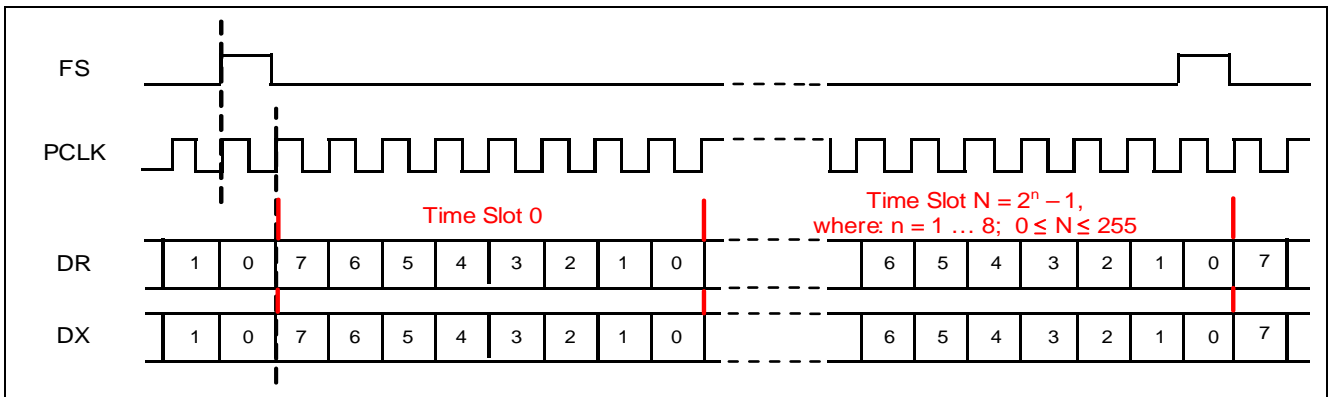 FS
PCLK
Time Slot 0
Time Slot N = 2ⁿ – 1,
where: n = 1 … 8; 0 ≤ N ≤ 255
DR 1 0 7 6 5 4 3 2 1 0 6 5 4 3 2 1 0 7
DX 1 0 7 6 5 4 3 2 1 0 6 5 4 3 2 1 0 7